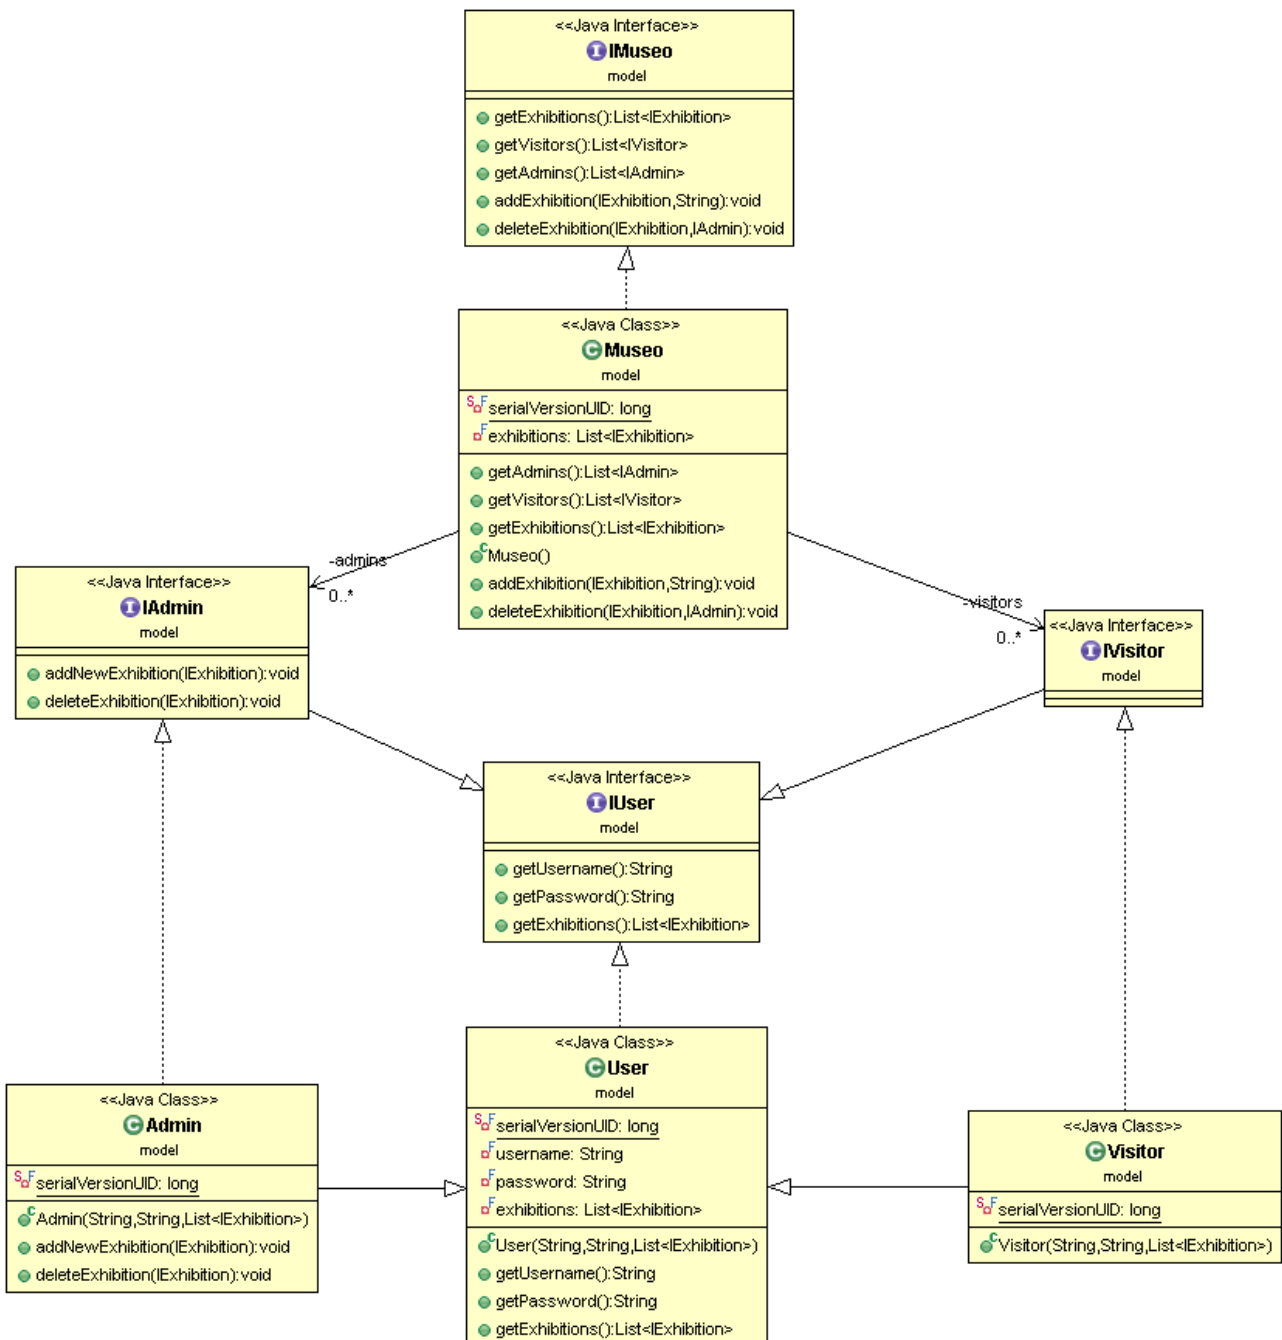 <<Java Interface>>
IMuseo
model
getExhibitions():List<IExhibition>
getVisitors():List<IVisitor>
getAdmins():List<IAdmin>
addExhibition(IExhibition,String):void
deleteExhibition(IExhibition,IAdmin):void
<<Java Class>>
Museo
model
serialVersionUID: long
exhibitions: List<IExhibition>
getAdmins():List<IAdmin>
getVisitors():List<IVisitor>
getExhibitions():List<IExhibition>
Museo()
addExhibition(IExhibition,String):void
deleteExhibition(IExhibition,IAdmin):void
-admins
0..*
-visitors
0..*
<<Java Interface>>
IAdmin
model
addNewExhibition(IExhibition):void
deleteExhibition(IExhibition):void
<<Java Interface>>
IVisitor
model
<<Java Interface>>
IUser
model
getUsername():String
getPassword():String
getExhibitions():List<IExhibition>
<<Java Class>>
Admin
model
serialVersionUID: long
Admin(String,String,List<IExhibition>)
addNewExhibition(IExhibition):void
deleteExhibition(IExhibition):void
<<Java Class>>
User
model
serialVersionUID: long
username: String
password: String
exhibitions: List<IExhibition>
User(String,String,List<IExhibition>)
getUsername():String
getPassword():String
getExhibitions():List<IExhibition>
<<Java Class>>
Visitor
model
serialVersionUID: long
Visitor(String,String,List<IExhibition>)